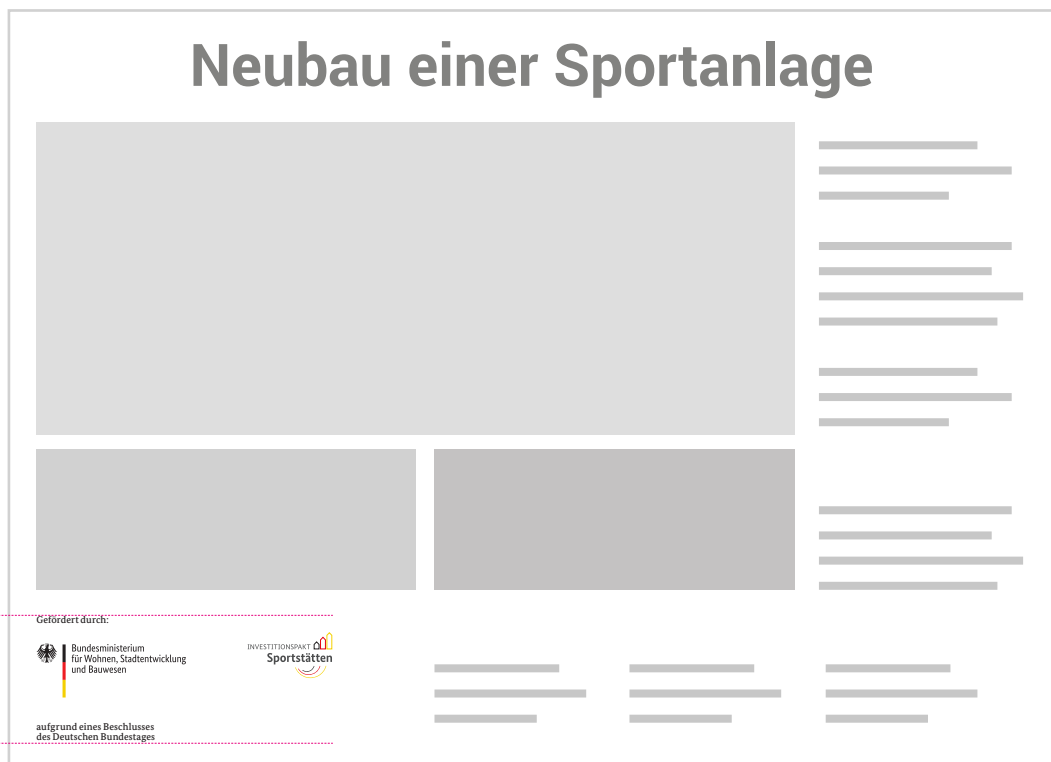 Neubau einer Sportanlage
Gefördert durch:
Bundesministerium
für Wohnen, Stadtentwicklung
und Bauwesen
INVESTITIONSPAKT
Sportstätten
aufgrund eines Beschlusses
des Deutschen Bundestages